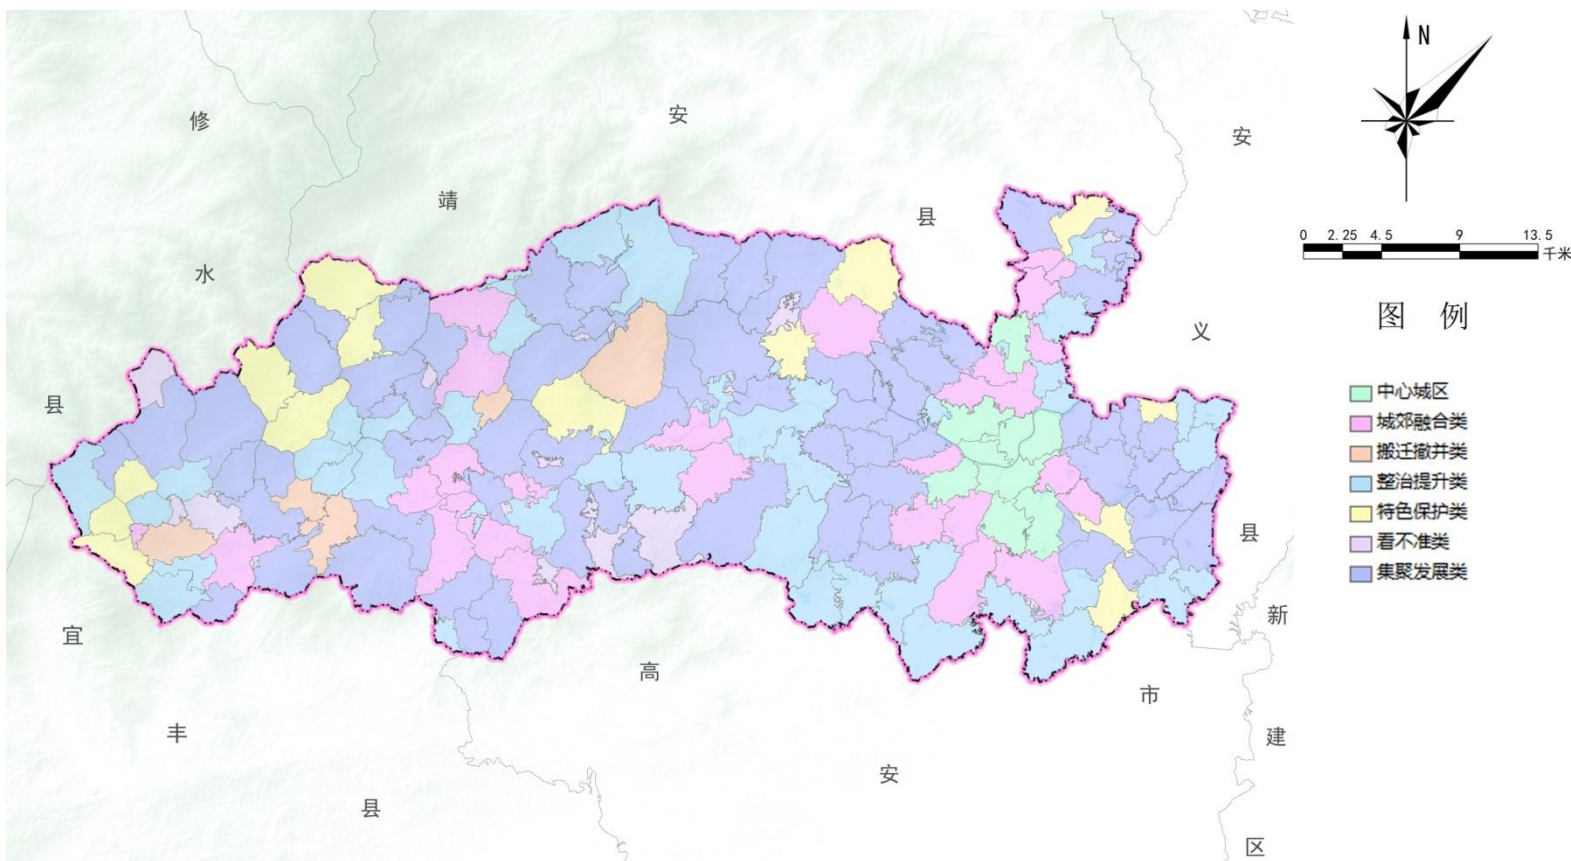 N
0 2.25 4.5 9 13.5
千米
图 例
中心城区
城郊融合类
搬迁撤并类
整治提升类
特色保护类
看不准类
集聚发展类
修
水
县
靖
安
县
安
义
县
新
建
区
宜
丰
县
高
安
市